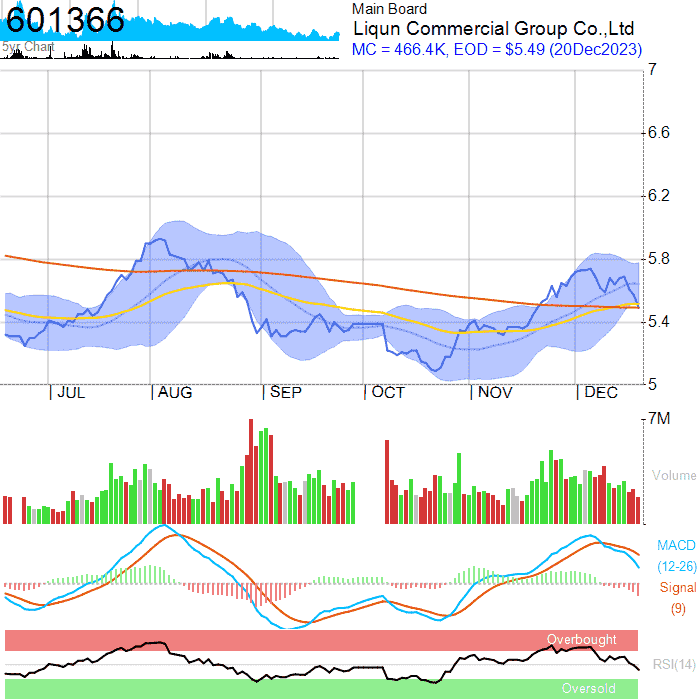 601366
5yr Chart
Main Board
Liqun Commercial Group Co.,Ltd
MC = 466.4K, EOD = $5.49 (20Dec2023)
7
6.6
6.2
5.8
5.4
5
JUL AUG SEP OCT NOV DEC
7M
Volume
MACD
(12-26)
Signal
(9)
Overbought
RSI(14)
Oversold